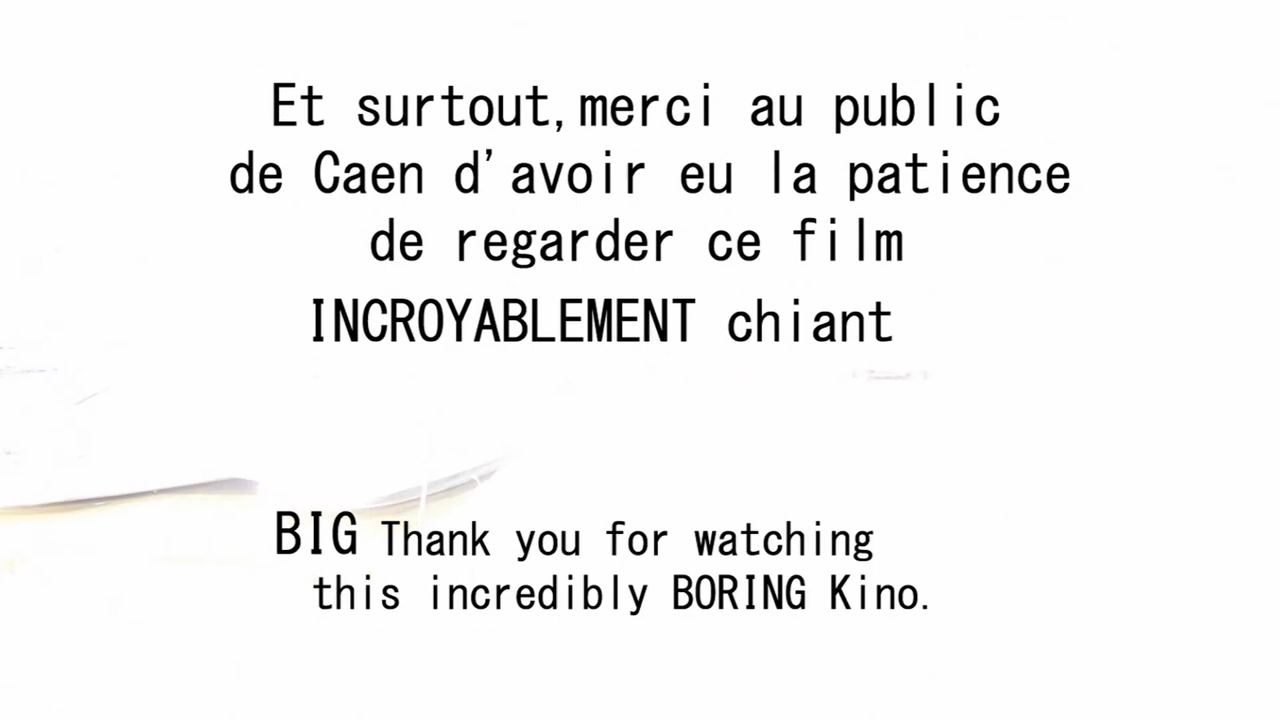 Et surtout,merci au public
de Caen d'avoir eu la patience
de regarder ce film
INCROYABLEMENT chiant
BIG Thank you for watching
this incredibly BORING Kino.